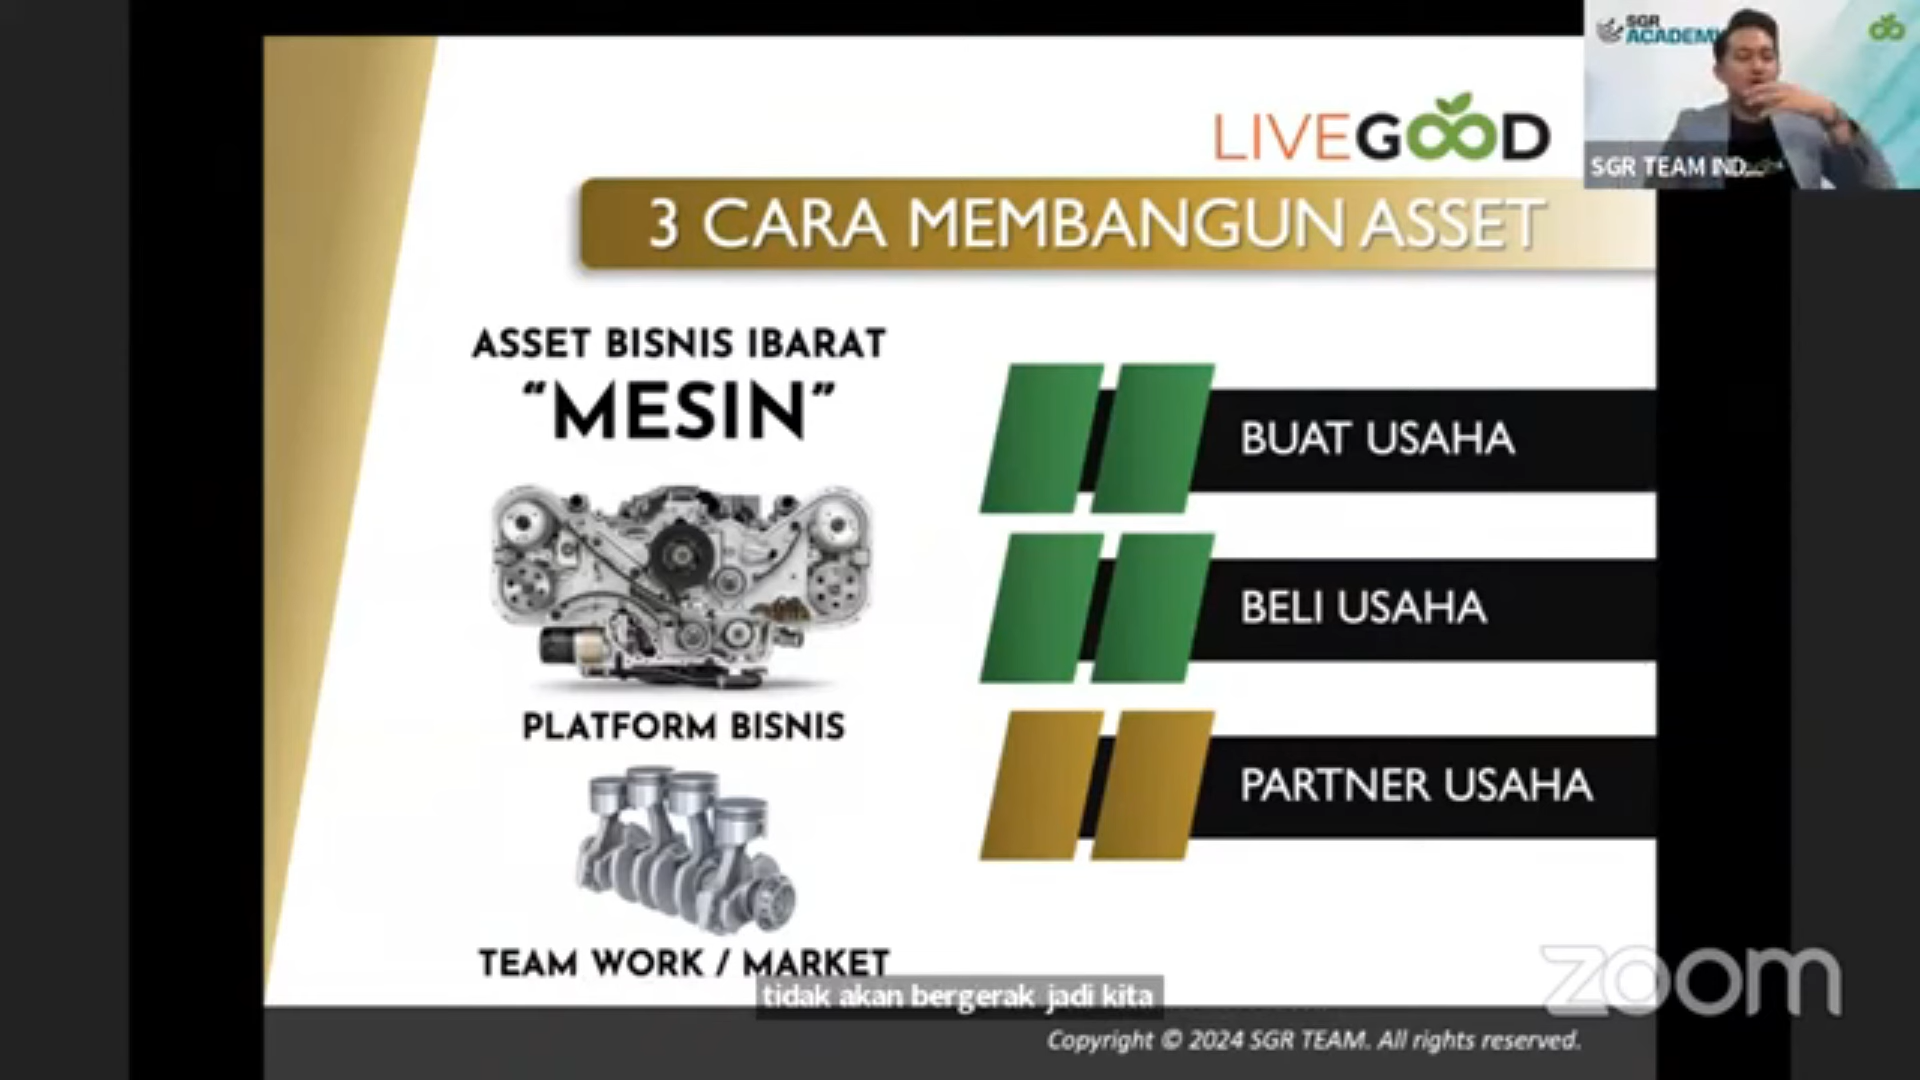 SGR
ACADEM
SGR TEAM IND...
LIVEGOOD
3 CARA MEMBANGUN ASSET
ASSET BISNIS IBARAT
“MESIN”
PLATFORM BISNIS
TEAM WORK / MARKET
BUAT USAHA
BELI USAHA
PARTNER USAHA
tidak akan bergerak jadi kita
zoom
Copyright © 2024 SGR TEAM. All rights reserved.